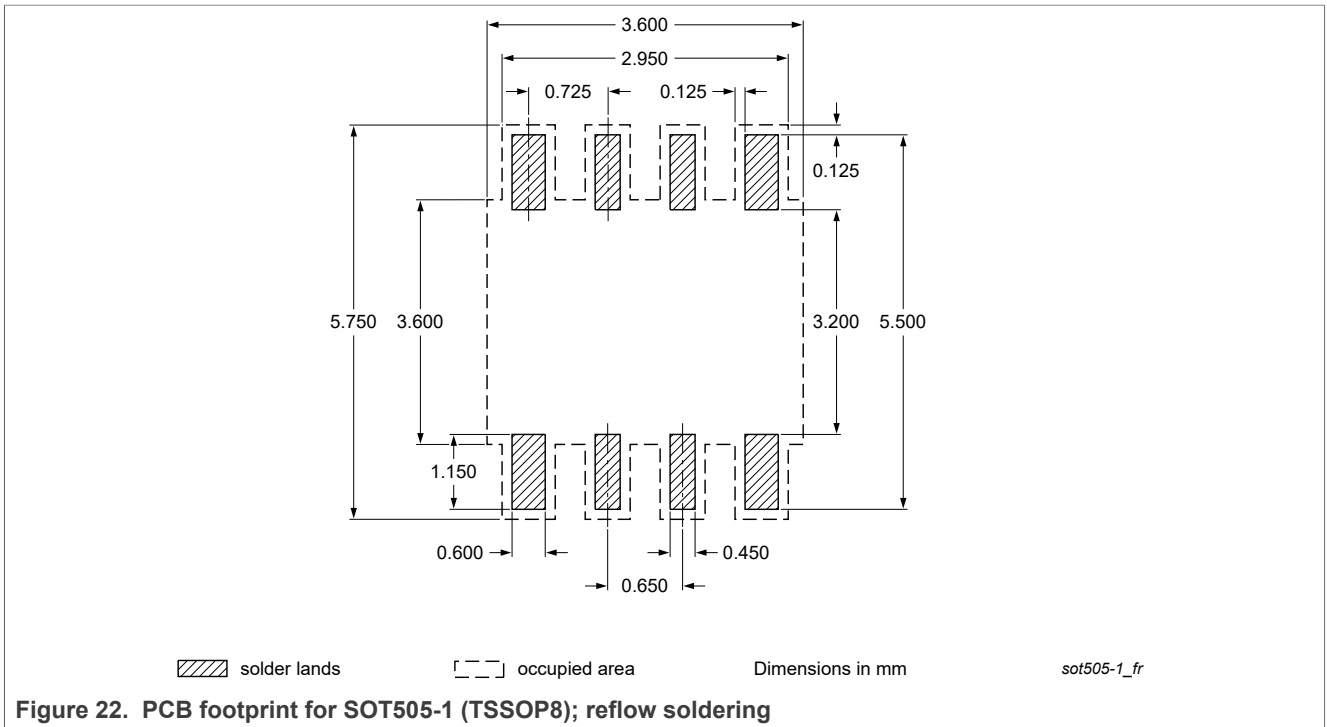 3.600
2.950
0.725 0.125
0.125
5.750 3.600 3.200 5.500
1.150
0.600 0.450
0.650
solder lands occupied area Dimensions in mm sot505-1_fr
Figure 22. PCB footprint for SOT505-1 (TSSOP8); reflow soldering